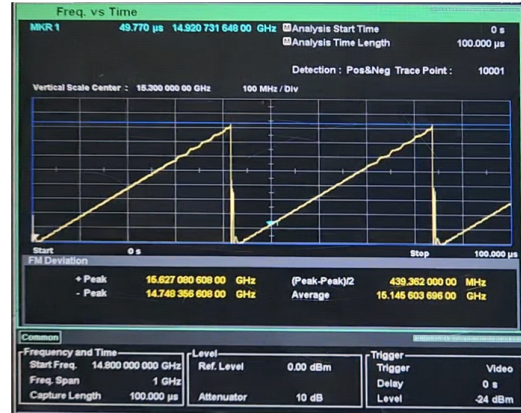 Freq. vs Time
MKR 1 49.770 µs 14.920 731 648 00 GHz
M Analysis Start Time 0 s
M Analysis Time Length 100.000 µs
Detection : Pos&Neg Trace Point : 10001
Vertical Scale Center : 15.300 000 00 GHz 100 MHz / Div
Start 0 s Stop 100.000 µs
FM Deviation
+ Peak 15.627 080 608 00 GHz (Peak-Peak)/2 439.362 000 00 MHz
- Peak 14.748 356 608 00 GHz Average 15.145 603 696 00 GHz
Common
Frequency and Time
Start Freq. 14.800 000 000 GHz
Freq. Span 1 GHz
Capture Length 100.000 µs
Level
Ref. Level 0.00 dBm
Attenuator 10 dB
Trigger
Trigger Video
Delay 0 s
Level -24 dBm